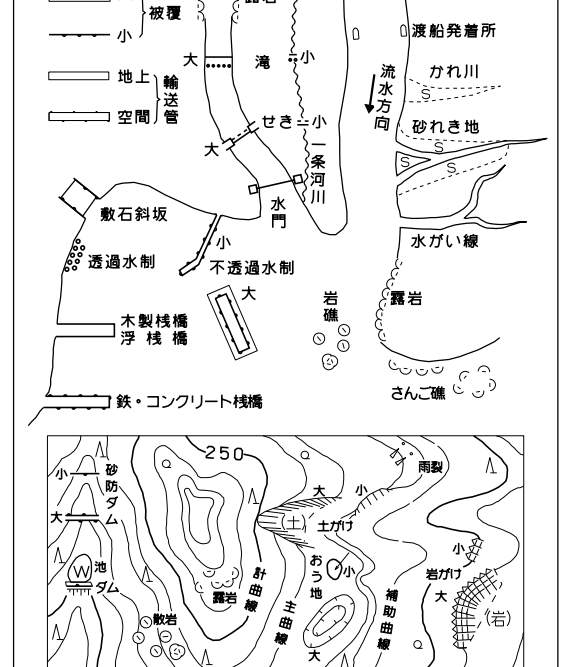 被覆
小
地上
空間
輸送管
大
滝
小
渡船発着所
流水方向
かれ川
S
せき
小
大
砂れき地
S
S
S
一条河川
水門
水がい線
敷石斜坂
小
透過水制
不透過水制
大
岩礁
露岩
木製桟橋
浮桟橋
さんご礁
鉄・コンクリート桟橋
250
雨裂
小
砂防ダム
大
大
小
(土)
土がけ
W
池
ダム
計曲線
おう地
小
小
岩がけ
大
露岩
主曲線
補助曲線
(岩)
散岩
大